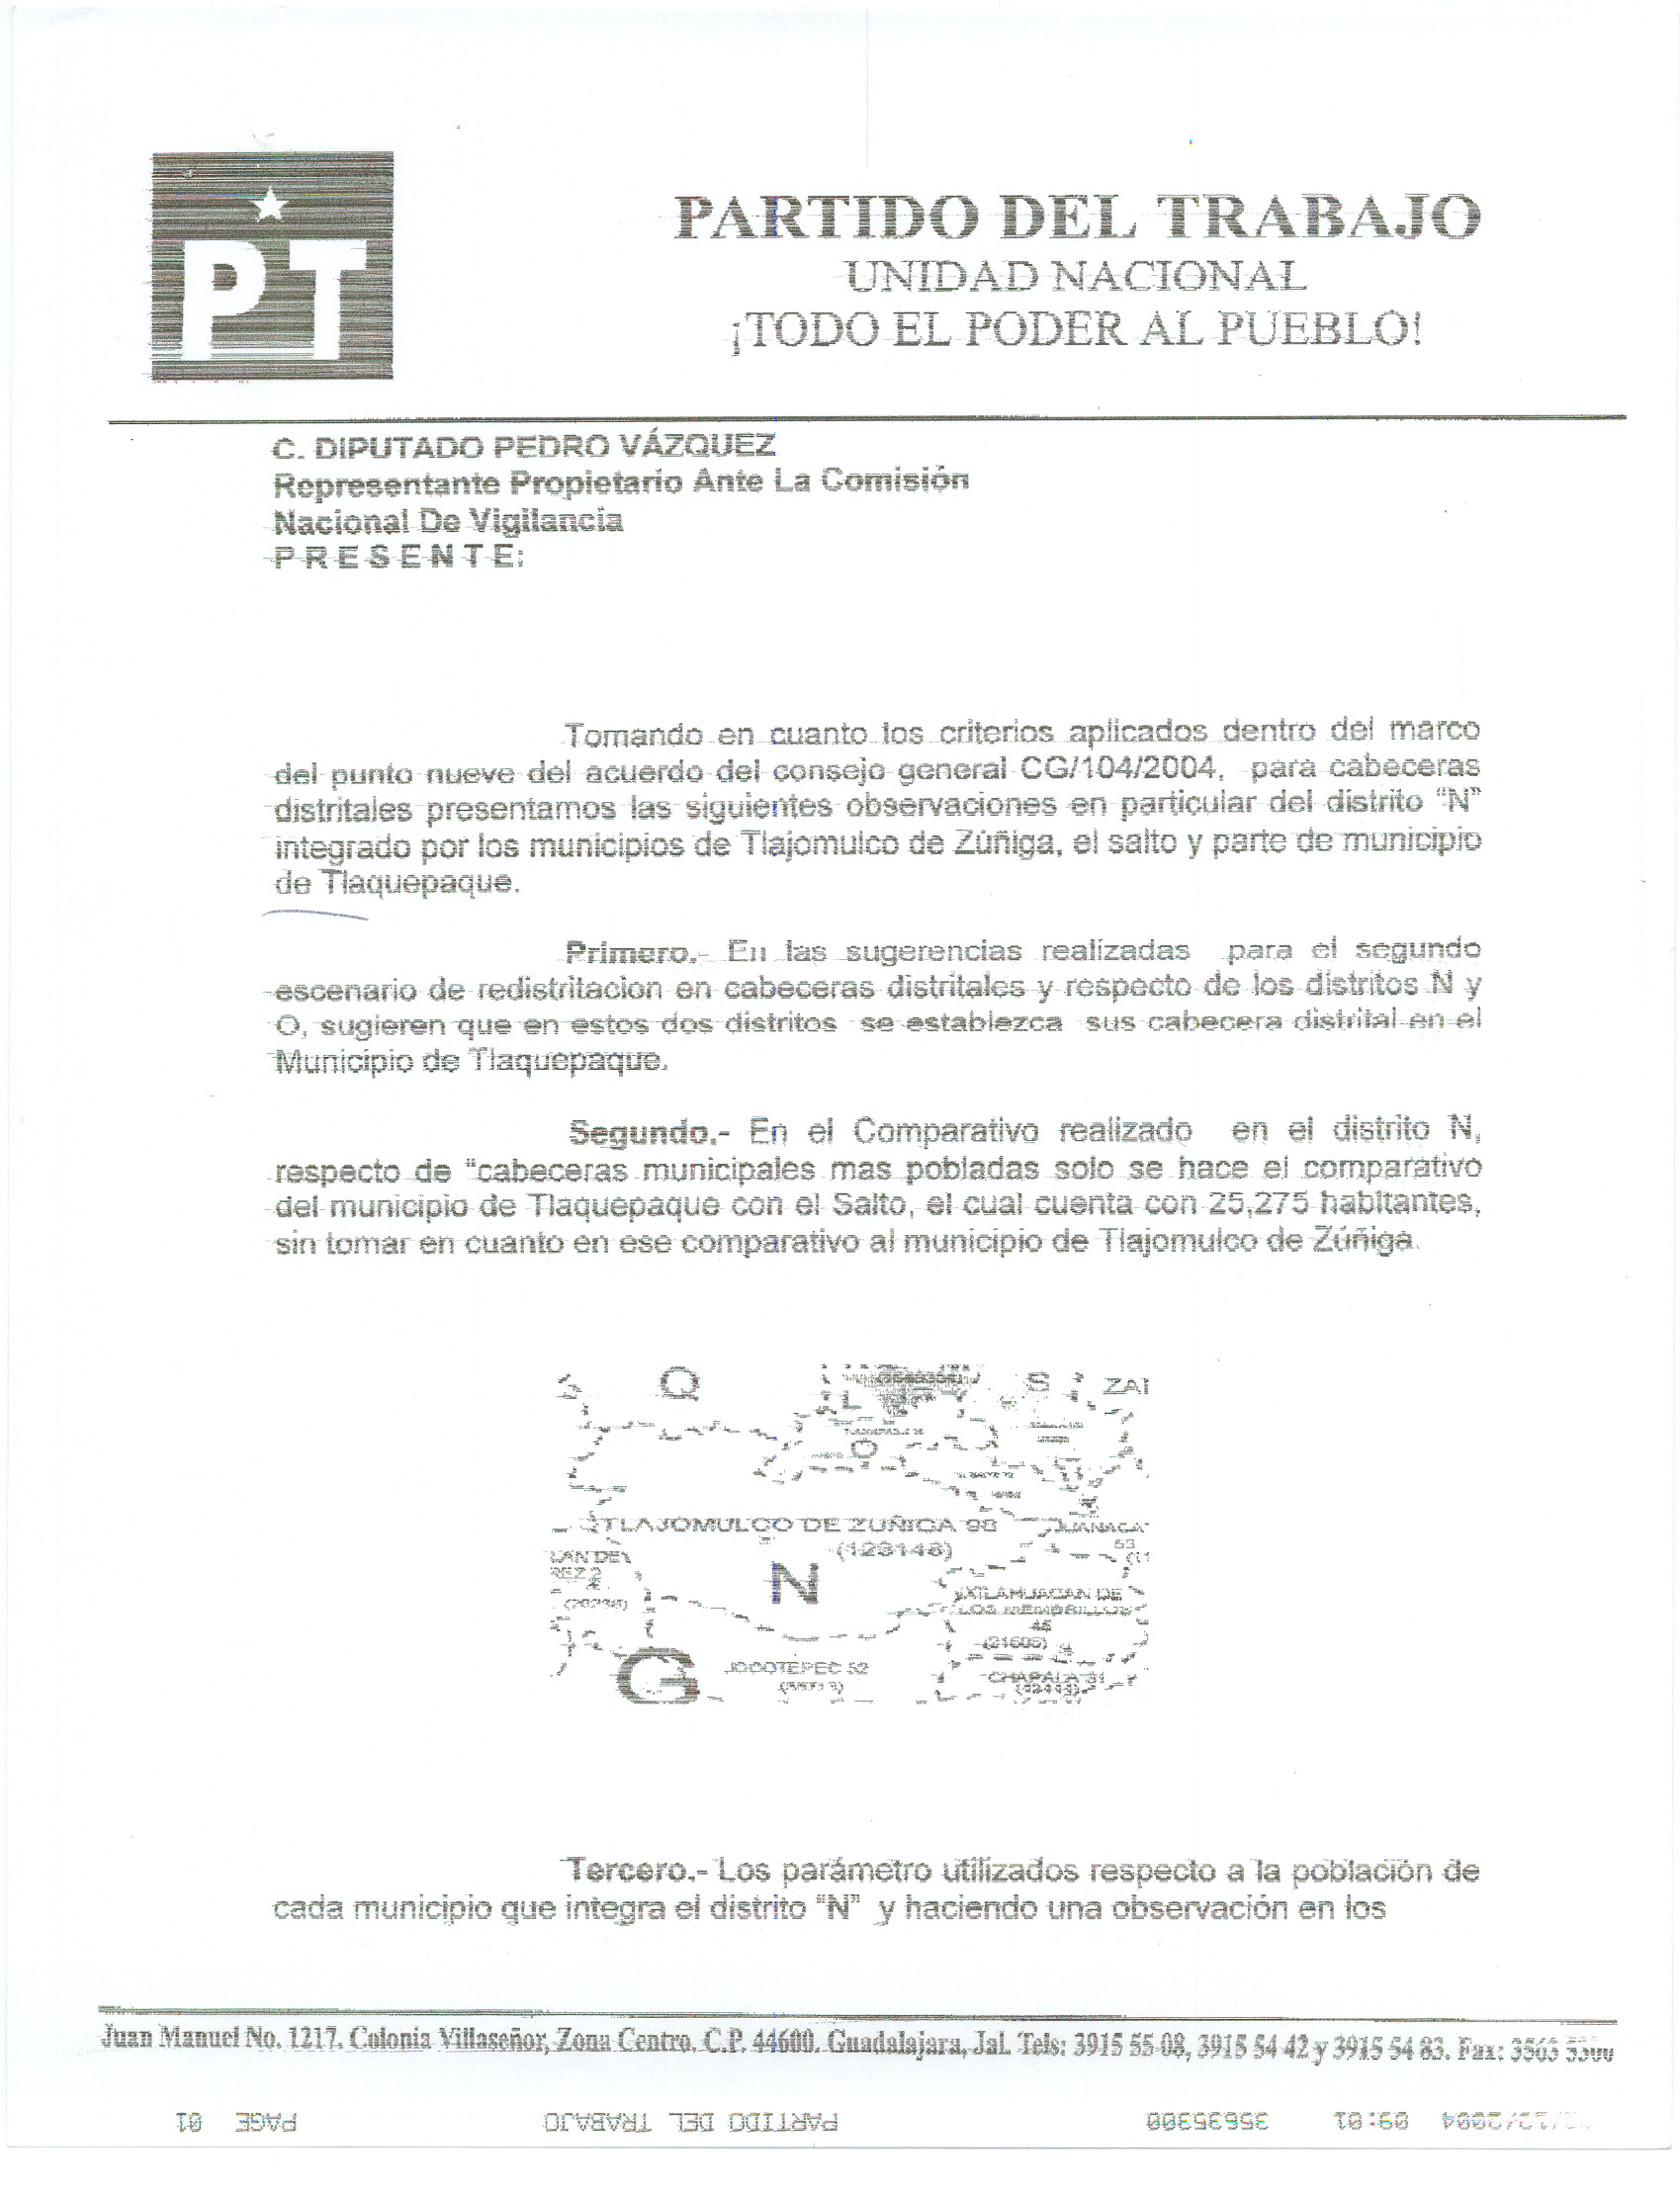 PT
PARTIDO DEL TRABAJO
UNIDAD NACIONAL
¡TODO EL PODER AL PUEBLO!
C. DIPUTADO PEDRO VÁZQUEZ
Representante Propietario Ante La Comisión
Nacional De Vigilancia
P R E S E N T E:
Tomando en cuanto los criterios aplicados dentro del marco
del punto nueve del acuerdo del consejo general CG/104/2004, para cabeceras
distritales presentamos las siguientes observaciones en particular del distrito "N"
integrado por los municipios de Tlajomulco de Zúñiga, el salto y parte de municipio
de Tlaquepaque.
Primero.- En las sugerencias realizadas para el segundo
escenario de redistritacion en cabeceras distritales y respecto de los distritos N y
O, sugieren que en estos dos distritos se establezca sus cabecera distrital en el
Municipio de Tlaquepaque.
Segundo.- En el Comparativo realizado en el distrito N,
respecto de "cabeceras municipales mas pobladas solo se hace el comparativo
del municipio de Tlaquepaque con el Salto, el cual cuenta con 25,275 habitantes,
sin tomar en cuanto en ese comparativo al municipio de Tlajomulco de Zúñiga.
Q
S
ZAI
O
TLAJOMULCO DE ZUÑIGA 98
(123148)
JUANACA
N
IXTLAHUACAN DE
LOS MEMBRILLOS
45
(21605)
G
JOCOTEPEC 52
CHAPALA 31
Tercero.- Los parámetro utilizados respecto a la población de
cada municipio que integra el distrito "N" y haciendo una observación en los
Juan Manuel No. 1217. Colonia Villaseñor, Zona Centro. C.P. 44600. Guadalajara, Jal. Tels: 3915 55 08, 3915 54 42 y 3915 54 83. Fax: 3563
/2004 09:01 35635300 PARTIDO DEL TRABAJO PAGE 01